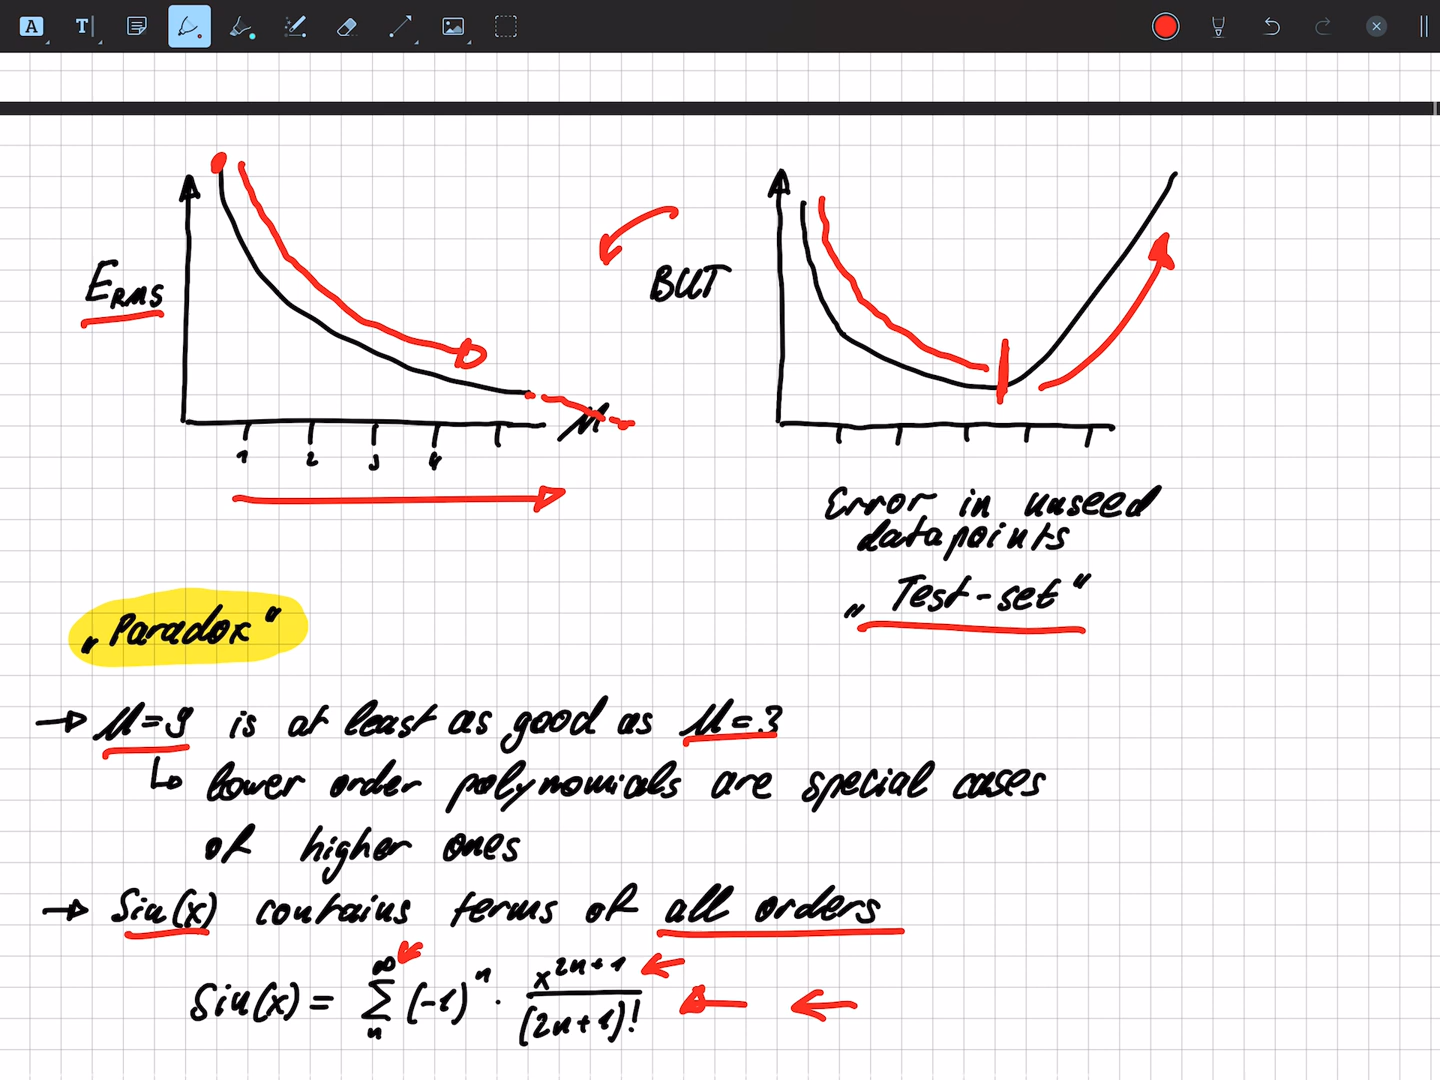 E_RMS
BUT
M
1 2 3 4
Error in unseed
datapoints
„Test-set"
„Paradox"
→ M=9 is at least as good as M=3
↳ lower order polynomials are special cases
of higher ones
→ Sin(x) contains terms of all orders
Sin(x) = ∑_n^∞ (-1)^n · x^{2n+1} / (2n+1)!